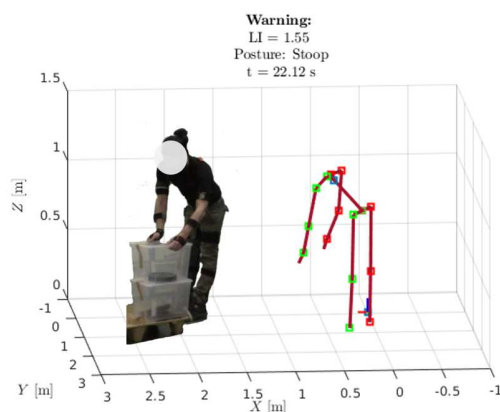 Warning:
LI = 1.55
Posture: Stoop
t = 22.12 s
1.5
1
0.5
0
Z [m]
-1
0
1
2
3
Y [m]
3
2.5
2
1.5
1
0.5
0
-0.5
-1
X [m]